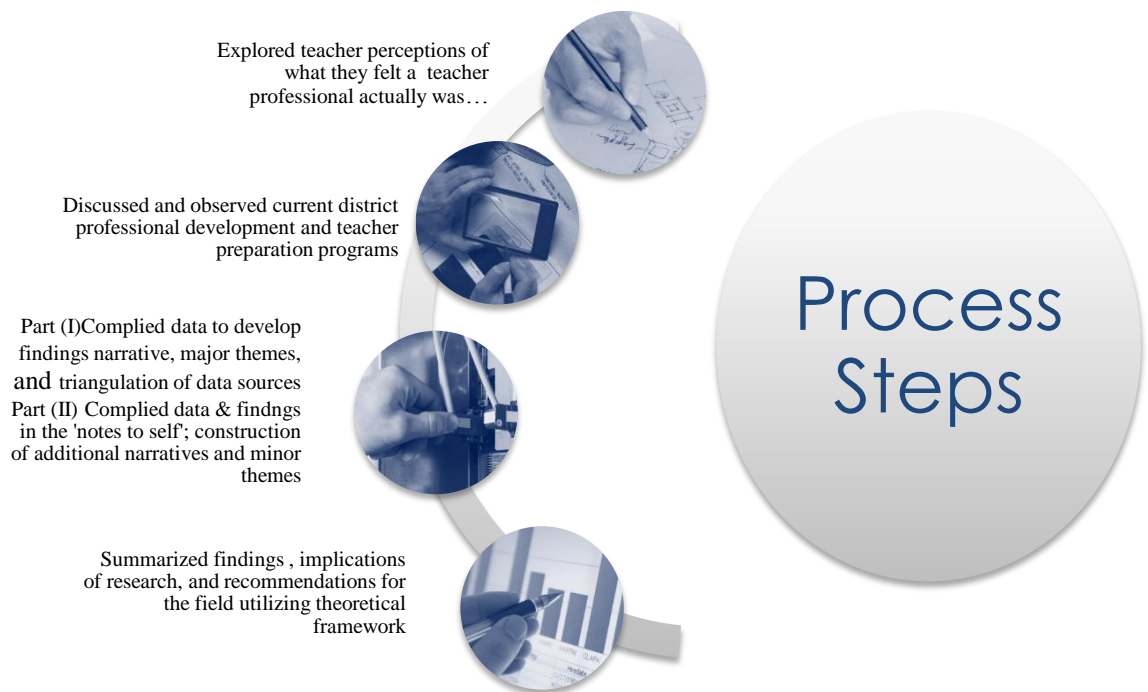 Explored teacher perceptions of
what they felt a teacher
professional actually was…
Discussed and observed current district
professional development and teacher
preparation programs
Part (I)Complied data to develop
findings narrative, major themes,
and triangulation of data sources
Part (II) Complied data & findngs
in the 'notes to self'; construction
of additional narratives and minor
themes
Summarized findings , implications
of research, and recommendations for
the field utilizing theoretical
framework
Process
Steps